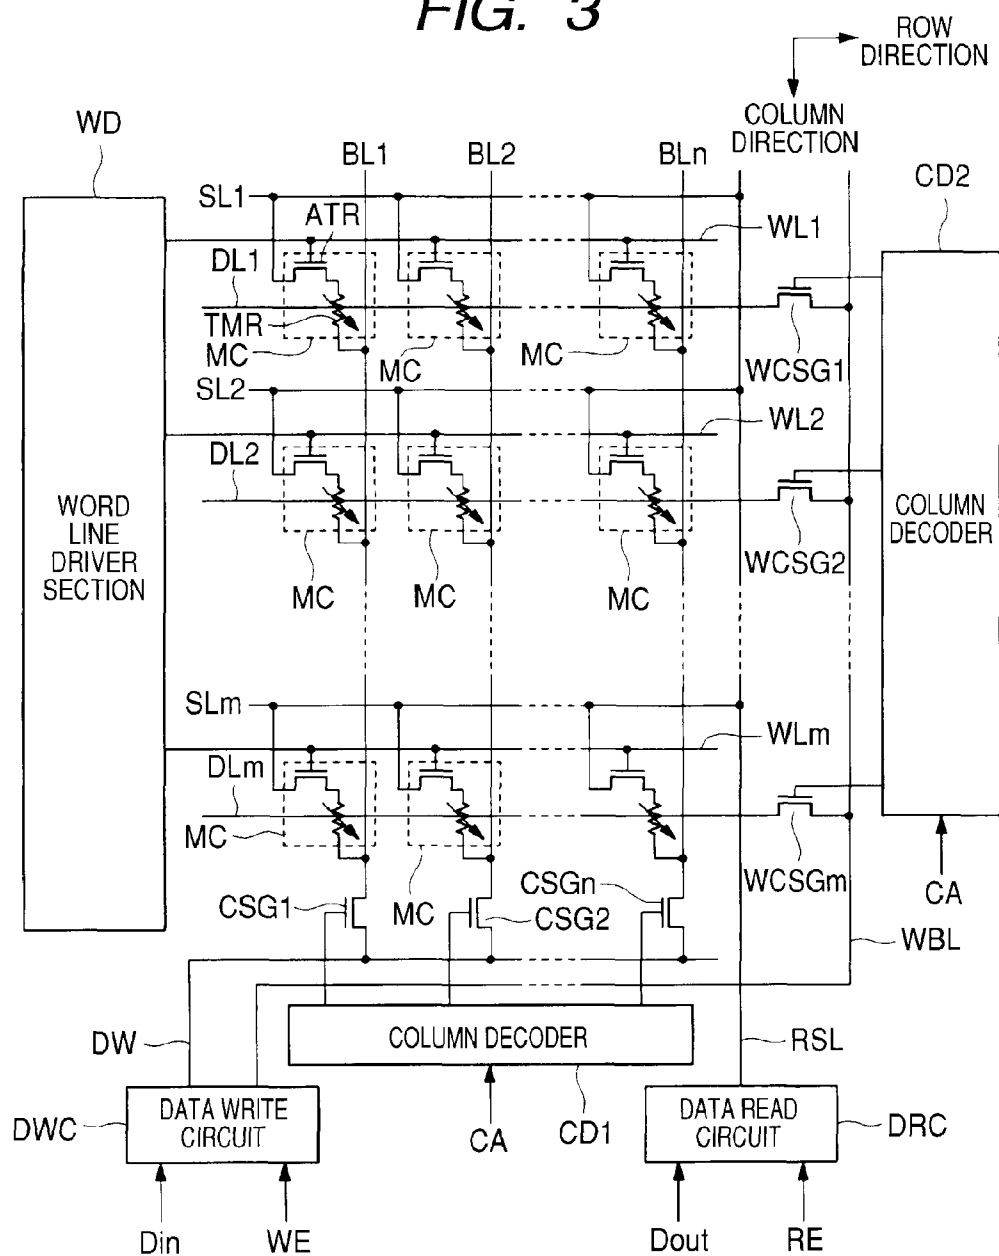 FIG. 3
ROW
DIRECTION
COLUMN
DIRECTION
WD
BL1
BL2
BLn
CD2
SL1
ATR
WL1
DL1
TMR
MC
MC
MC
WCSG1
SL2
WL2
DL2
WORD
LINE
DRIVER
SECTION
COLUMN
DECODER
WCSG2
MC
MC
MC
SLm
WLm
DLm
MC
WCSGm
CSG1
MC
CSGn
CSG2
CA
WBL
COLUMN DECODER
DW
RSL
DATA WRITE
CIRCUIT
DATA READ
CIRCUIT
DWC
CA
CD1
DRC
Din
WE
Dout
RE